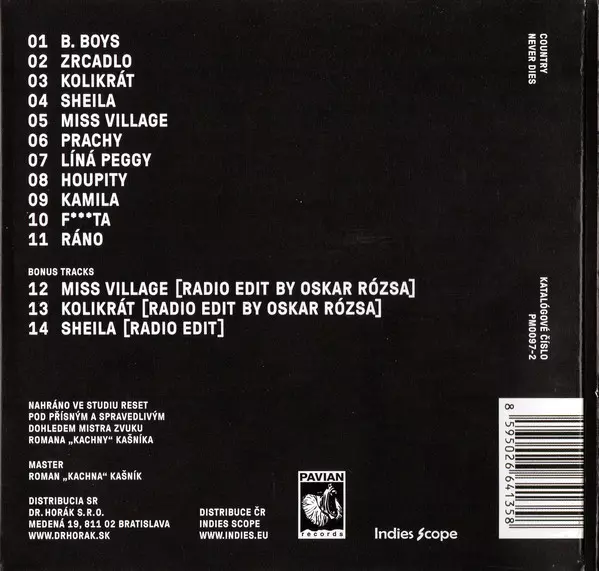 01 B. BOYS
02 ZRCADLO
03 KOLIKRÁT
04 SHEILA
05 MISS VILLAGE
06 PRACHY
07 LÍNÁ PEGGY
08 HOUPITY
09 KAMILA
10 F***TA
11 RÁNO
BONUS TRACKS
12 MISS VILLAGE [RADIO EDIT BY OSKAR RÓZSA]
13 KOLIKRÁT [RADIO EDIT BY OSKAR RÓZSA]
14 SHEILA [RADIO EDIT]
COUNTRY
NEVER DIES
KATALÓGOVÉ ČÍSLO
PM0097-2
NAHRÁNO VE STUDIU RESET
POD PŘÍSNÝM A SPRAVEDLIVÝM
DOHLEDEM MISTRA ZVUKU
ROMANA „KACHNY“ KAŠNÍKA
MASTER
ROMAN „KACHNA“ KAŠNÍK
DISTRIBUCIA SR
DR. HORÁK S.R.O.
MEDENÁ 19, 811 02 BRATISLAVA
WWW.DRHORAK.SK
DISTRIBUCE ČR
INDIES SCOPE
WWW.INDIES.EU
PAVIAN
records
Indies Scope
8 595026 641358